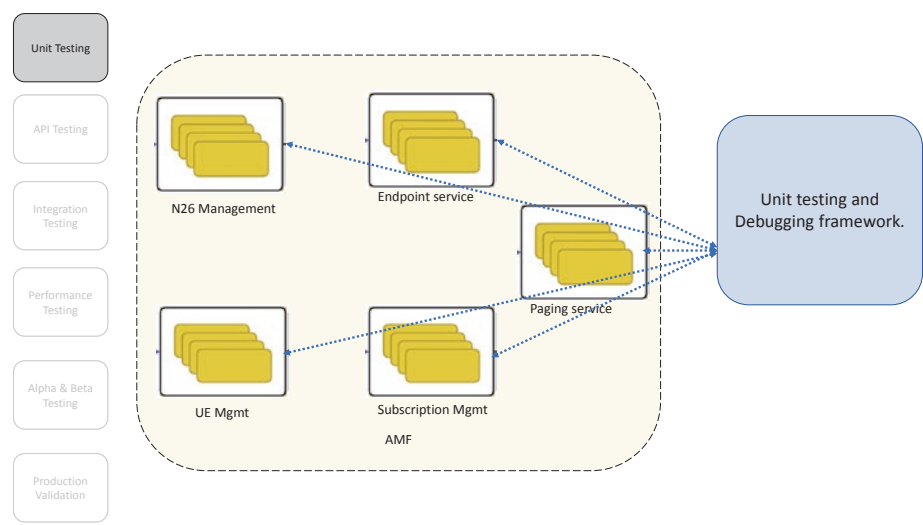 Unit Testing
API Testing
Integration
Testing
Performance
Testing
Alpha & Beta
Testing
Production
Validation
N26 Management
Endpoint service
Paging service
UE Mgmt
Subscription Mgmt
AMF
Unit testing and
Debugging framework.